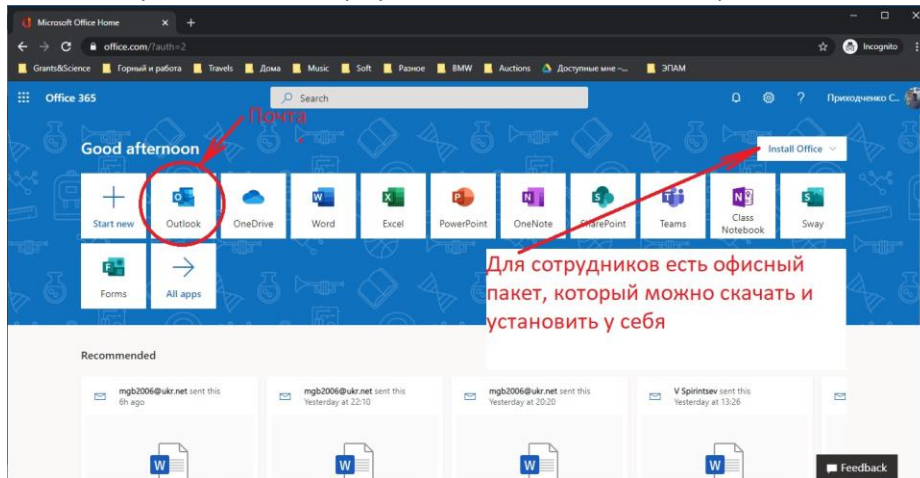 Microsoft Office Home
office.com/?auth=2
Incognito
Grants&Science Горный и работа Travels Дома Music Soft Разное BMW Auctions Доступные мне –... ЭПАМ
Office 365
Search
Приходченко С...
Почта
Good afternoon
Install Office
Start new Outlook OneDrive Word Excel PowerPoint OneNote SharePoint Teams Class Notebook Sway
Forms All apps
Для сотрудников есть офисный
пакет, который можно скачать и
установить у себя
Recommended
mgb2006@ukr.net sent this
6h ago
mgb2006@ukr.net sent this
Yesterday at 22:10
mgb2006@ukr.net sent this
Yesterday at 20:20
V Spirintsev sent this
Yesterday at 13:26
Feedback